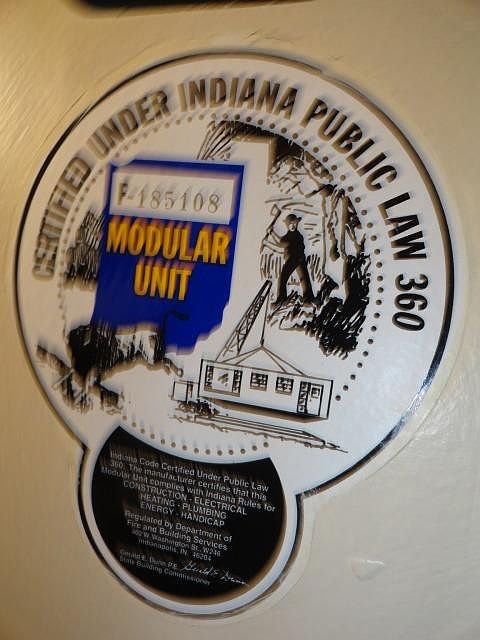 CERTIFIED UNDER INDIANA PUBLIC LAW 360
F-185108
MODULAR
UNIT
Indiana Code Certified Under Public Law
360. The manufacturer certifies that this
Modular Unit complies with Indiana Rules for
CONSTRUCTION - ELECTRICAL
HEATING - PLUMBING
ENERGY - HANDICAP
Regulated by Department of
Fire and Building Services
402 W. Washington St., W246
Indianapolis, IN 46204
Gerald E. Dunn P.E.
State Building Commissioner